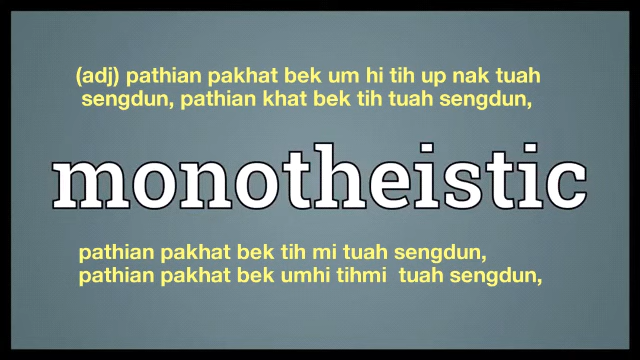 (adj) pathian pakhat bek um hi tih up nak tuah
sengdun, pathian khat bek tih tuah sengdun,
monotheistic
pathian pakhat bek tih mi tuah sengdun,
pathian pakhat bek umhi tihmi  tuah sengdun,